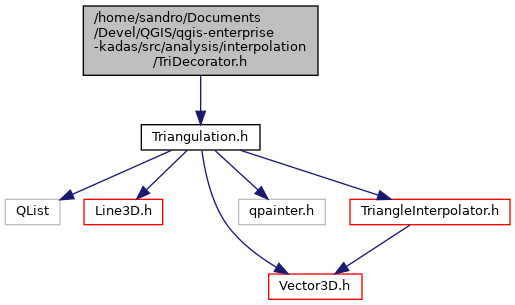 /home/sandro/Documents
/Devel/QGIS/qgis-enterprise
-kadas/src/analysis/interpolation
/TriDecorator.h
Triangulation.h
QList
Line3D.h
qpainter.h
TriangleInterpolator.h
Vector3D.h